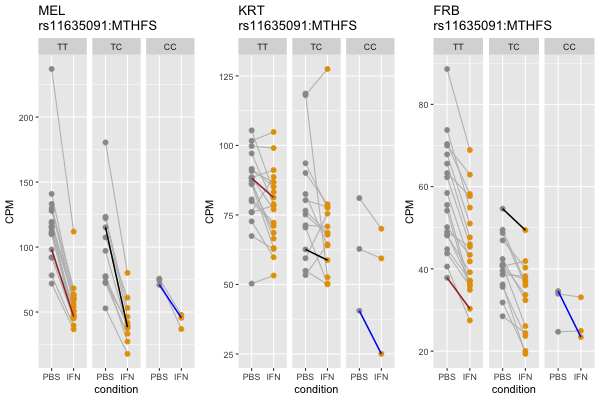 MEL
rs11635091:MTHFS
TT TC CC
CPM
200
150
100
50
PBS IFN PBS IFN PBS IFN
condition
KRT
rs11635091:MTHFS
TT TC CC
CPM
125
100
75
50
25
PBS IFN PBS IFN PBS IFN
condition
FRB
rs11635091:MTHFS
TT TC CC
CPM
80
60
40
20
PBS IFN PBS IFN PBS IFN
condition